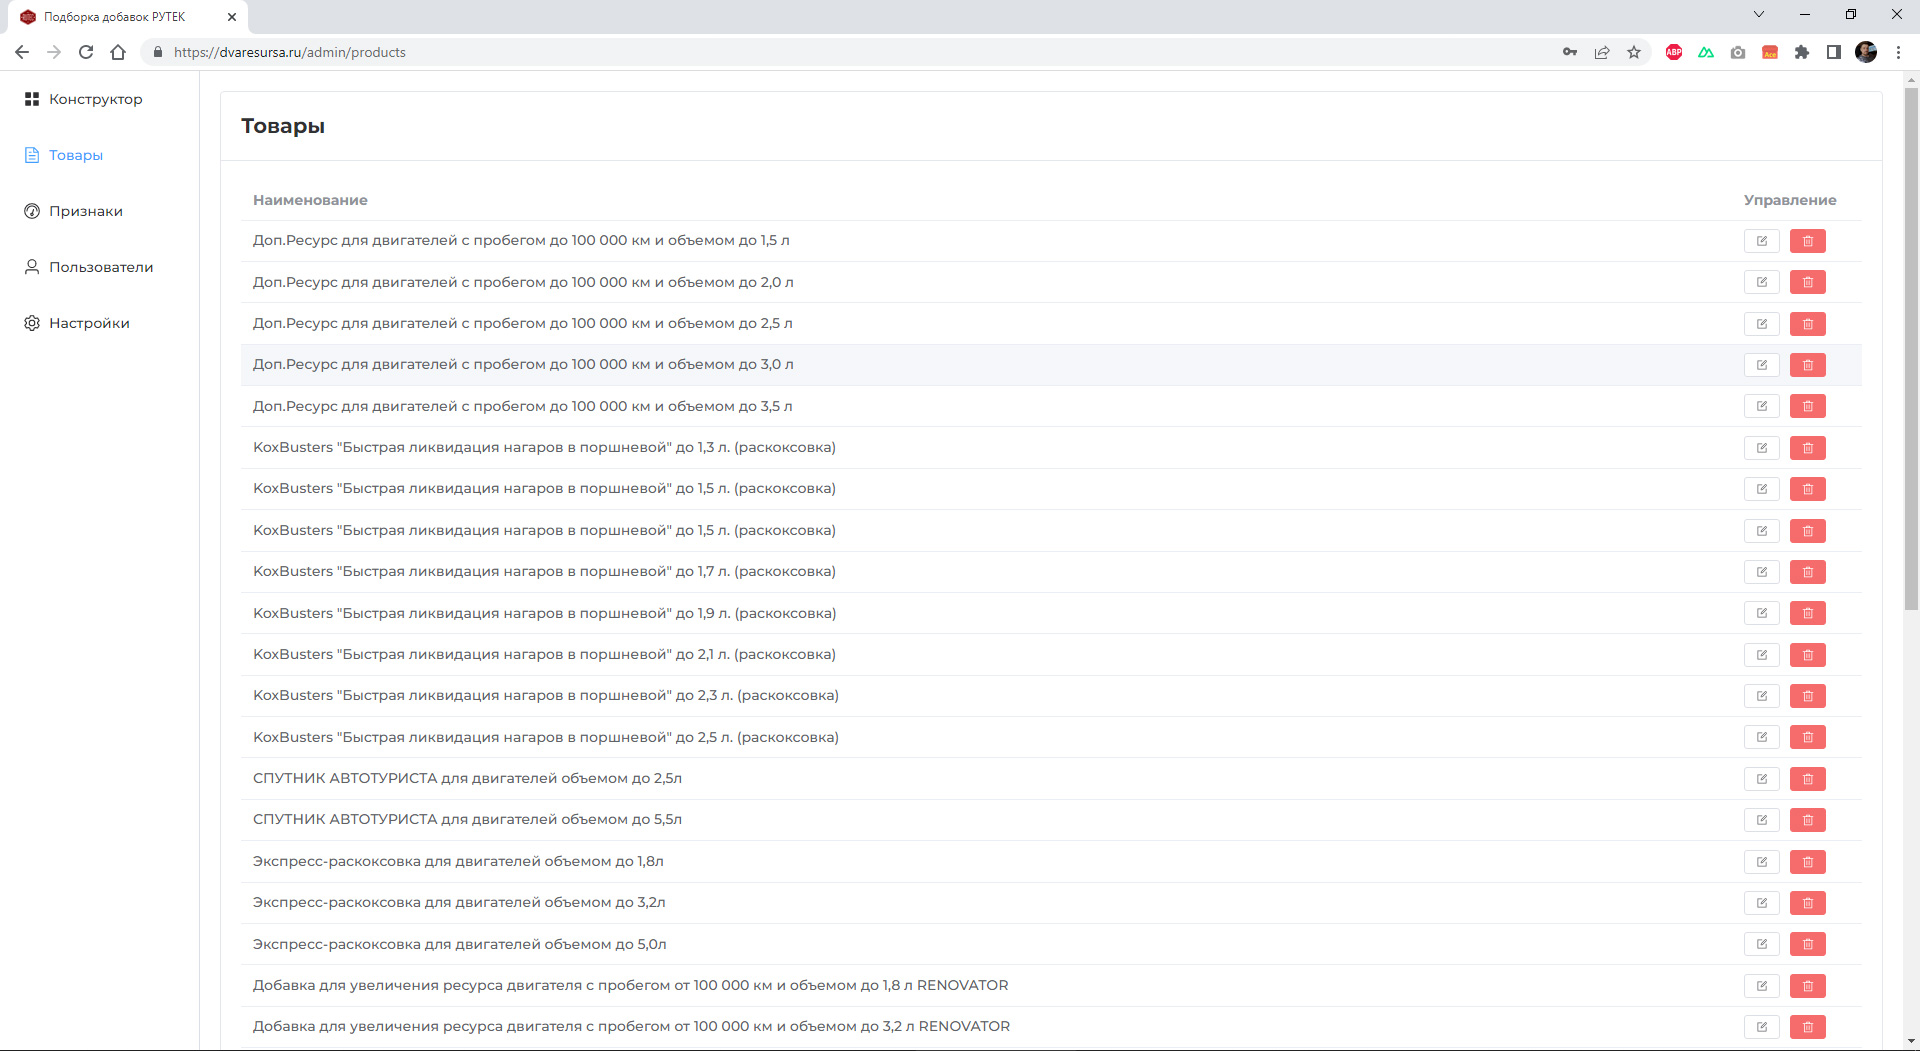 Подборка добавок РУТЕК
https://dvaresursa.ru/admin/products
ABP
Ace
Конструктор
Товары
Признаки
Пользователи
Настройки
Товары
Наименование Управление
Доп.Ресурс для двигателей с пробегом до 100 000 км и объемом до 1,5 л
Доп.Ресурс для двигателей с пробегом до 100 000 км и объемом до 2,0 л
Доп.Ресурс для двигателей с пробегом до 100 000 км и объемом до 2,5 л
Доп.Ресурс для двигателей с пробегом до 100 000 км и объемом до 3,0 л
Доп.Ресурс для двигателей с пробегом до 100 000 км и объемом до 3,5 л
KoxBusters "Быстрая ликвидация нагаров в поршневой" до 1,3 л. (раскоксовка)
KoxBusters "Быстрая ликвидация нагаров в поршневой" до 1,5 л. (раскоксовка)
KoxBusters "Быстрая ликвидация нагаров в поршневой" до 1,5 л. (раскоксовка)
KoxBusters "Быстрая ликвидация нагаров в поршневой" до 1,7 л. (раскоксовка)
KoxBusters "Быстрая ликвидация нагаров в поршневой" до 1,9 л. (раскоксовка)
KoxBusters "Быстрая ликвидация нагаров в поршневой" до 2,1 л. (раскоксовка)
KoxBusters "Быстрая ликвидация нагаров в поршневой" до 2,3 л. (раскоксовка)
KoxBusters "Быстрая ликвидация нагаров в поршневой" до 2,5 л. (раскоксовка)
СПУТНИК АВТОТУРИСТА для двигателей объемом до 2,5л
СПУТНИК АВТОТУРИСТА для двигателей объемом до 5,5л
Экспресс-раскоксовка для двигателей объемом до 1,8л
Экспресс-раскоксовка для двигателей объемом до 3,2л
Экспресс-раскоксовка для двигателей объемом до 5,0л
Добавка для увеличения ресурса двигателя с пробегом от 100 000 км и объемом до 1,8 л RENOVATOR
Добавка для увеличения ресурса двигателя с пробегом от 100 000 км и объемом до 3,2 л RENOVATOR